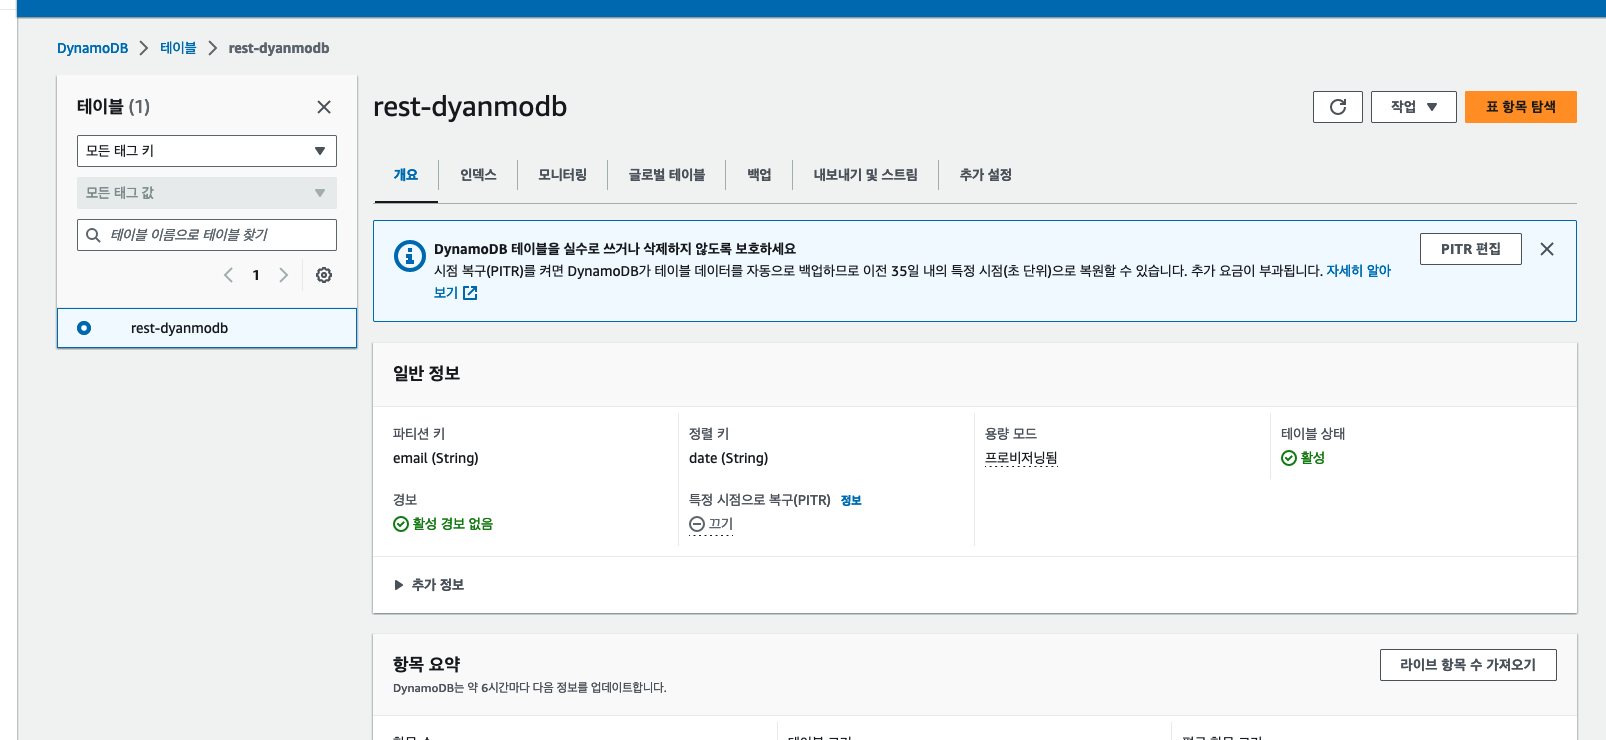 DynamoDB > 테이블 > rest-dyanmodb
테이블 (1)
모든 태그 키
모든 태그 값
테이블 이름으로 테이블 찾기
1
rest-dyanmodb
rest-dyanmodb
작업
표 항목 탐색
개요
인덱스
모니터링
글로벌 테이블
백업
내보내기 및 스트림
추가 설정
DynamoDB 테이블을 실수로 쓰거나 삭제하지 않도록 보호하세요
시점 복구(PITR)를 켜면 DynamoDB가 테이블 데이터를 자동으로 백업하므로 이전 35일 내의 특정 시점(초 단위)으로 복원할 수 있습니다. 추가 요금이 부과됩니다. 자세히 알아
보기
PITR 편집
일반 정보
파티션 키
email (String)
정렬 키
date (String)
용량 모드
프로비저닝됨
테이블 상태
활성
경보
활성 경보 없음
특정 시점으로 복구(PITR) 정보
끄기
추가 정보
항목 요약
DynamoDB는 약 6시간마다 다음 정보를 업데이트합니다.
라이브 항목 수 가져오기